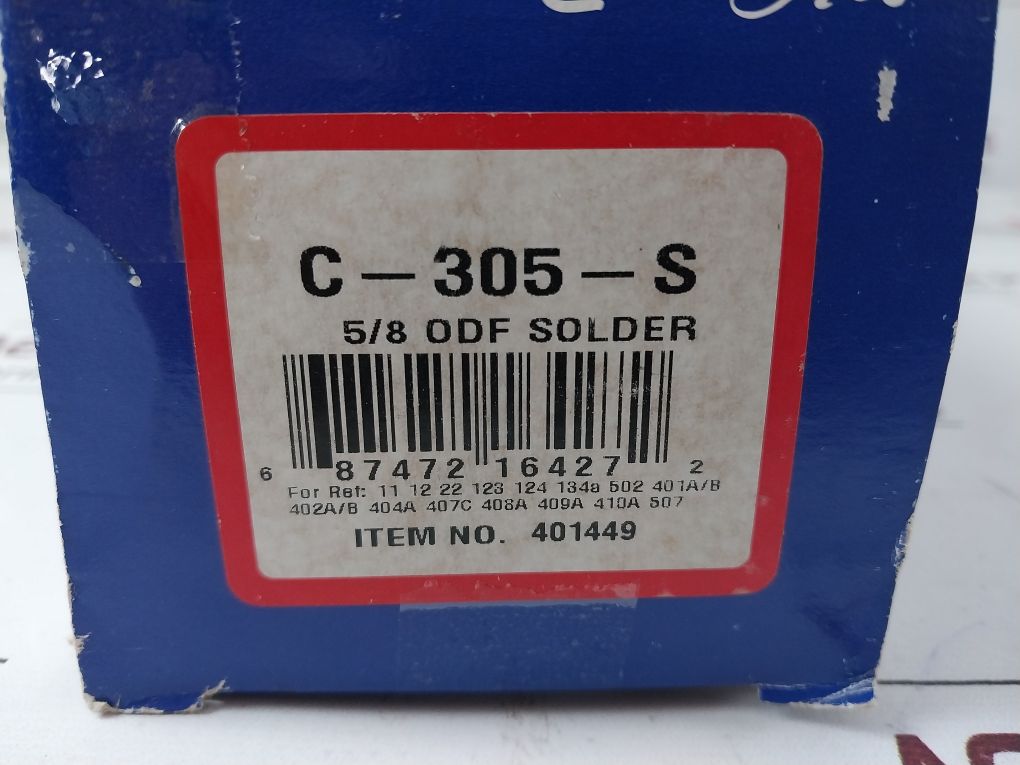 C-305-S
5/8 ODF SOLDER
6 87472 16427 2
For Ref: 11 12 22 123 124 134a 502 401A/B
402A/B 404A 407C 408A 409A 410A 507
ITEM NO. 401449